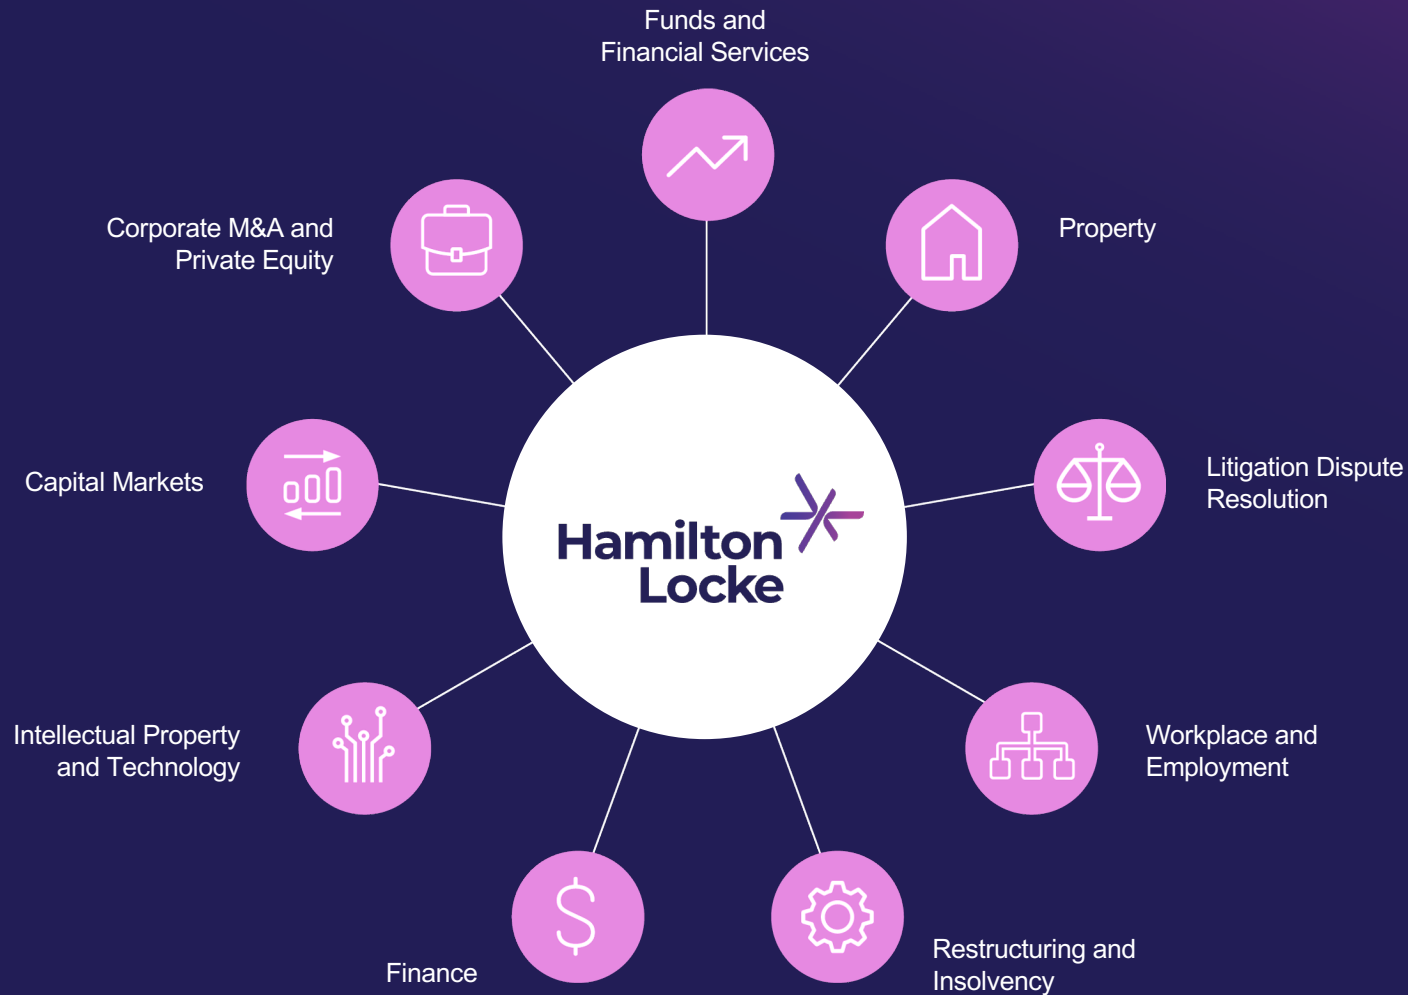 Funds and
Financial Services
Corporate M&A and
Private Equity
Property
Capital Markets
Litigation Dispute
Resolution
Hamilton
Locke
Intellectual Property
and Technology
Workplace and
Employment
Finance
Restructuring and
Insolvency